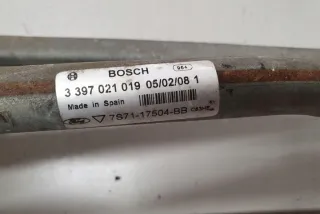 BOSCH
3 397 021 019 05/02/08 1
Made in Spain
7S71-17504-BB